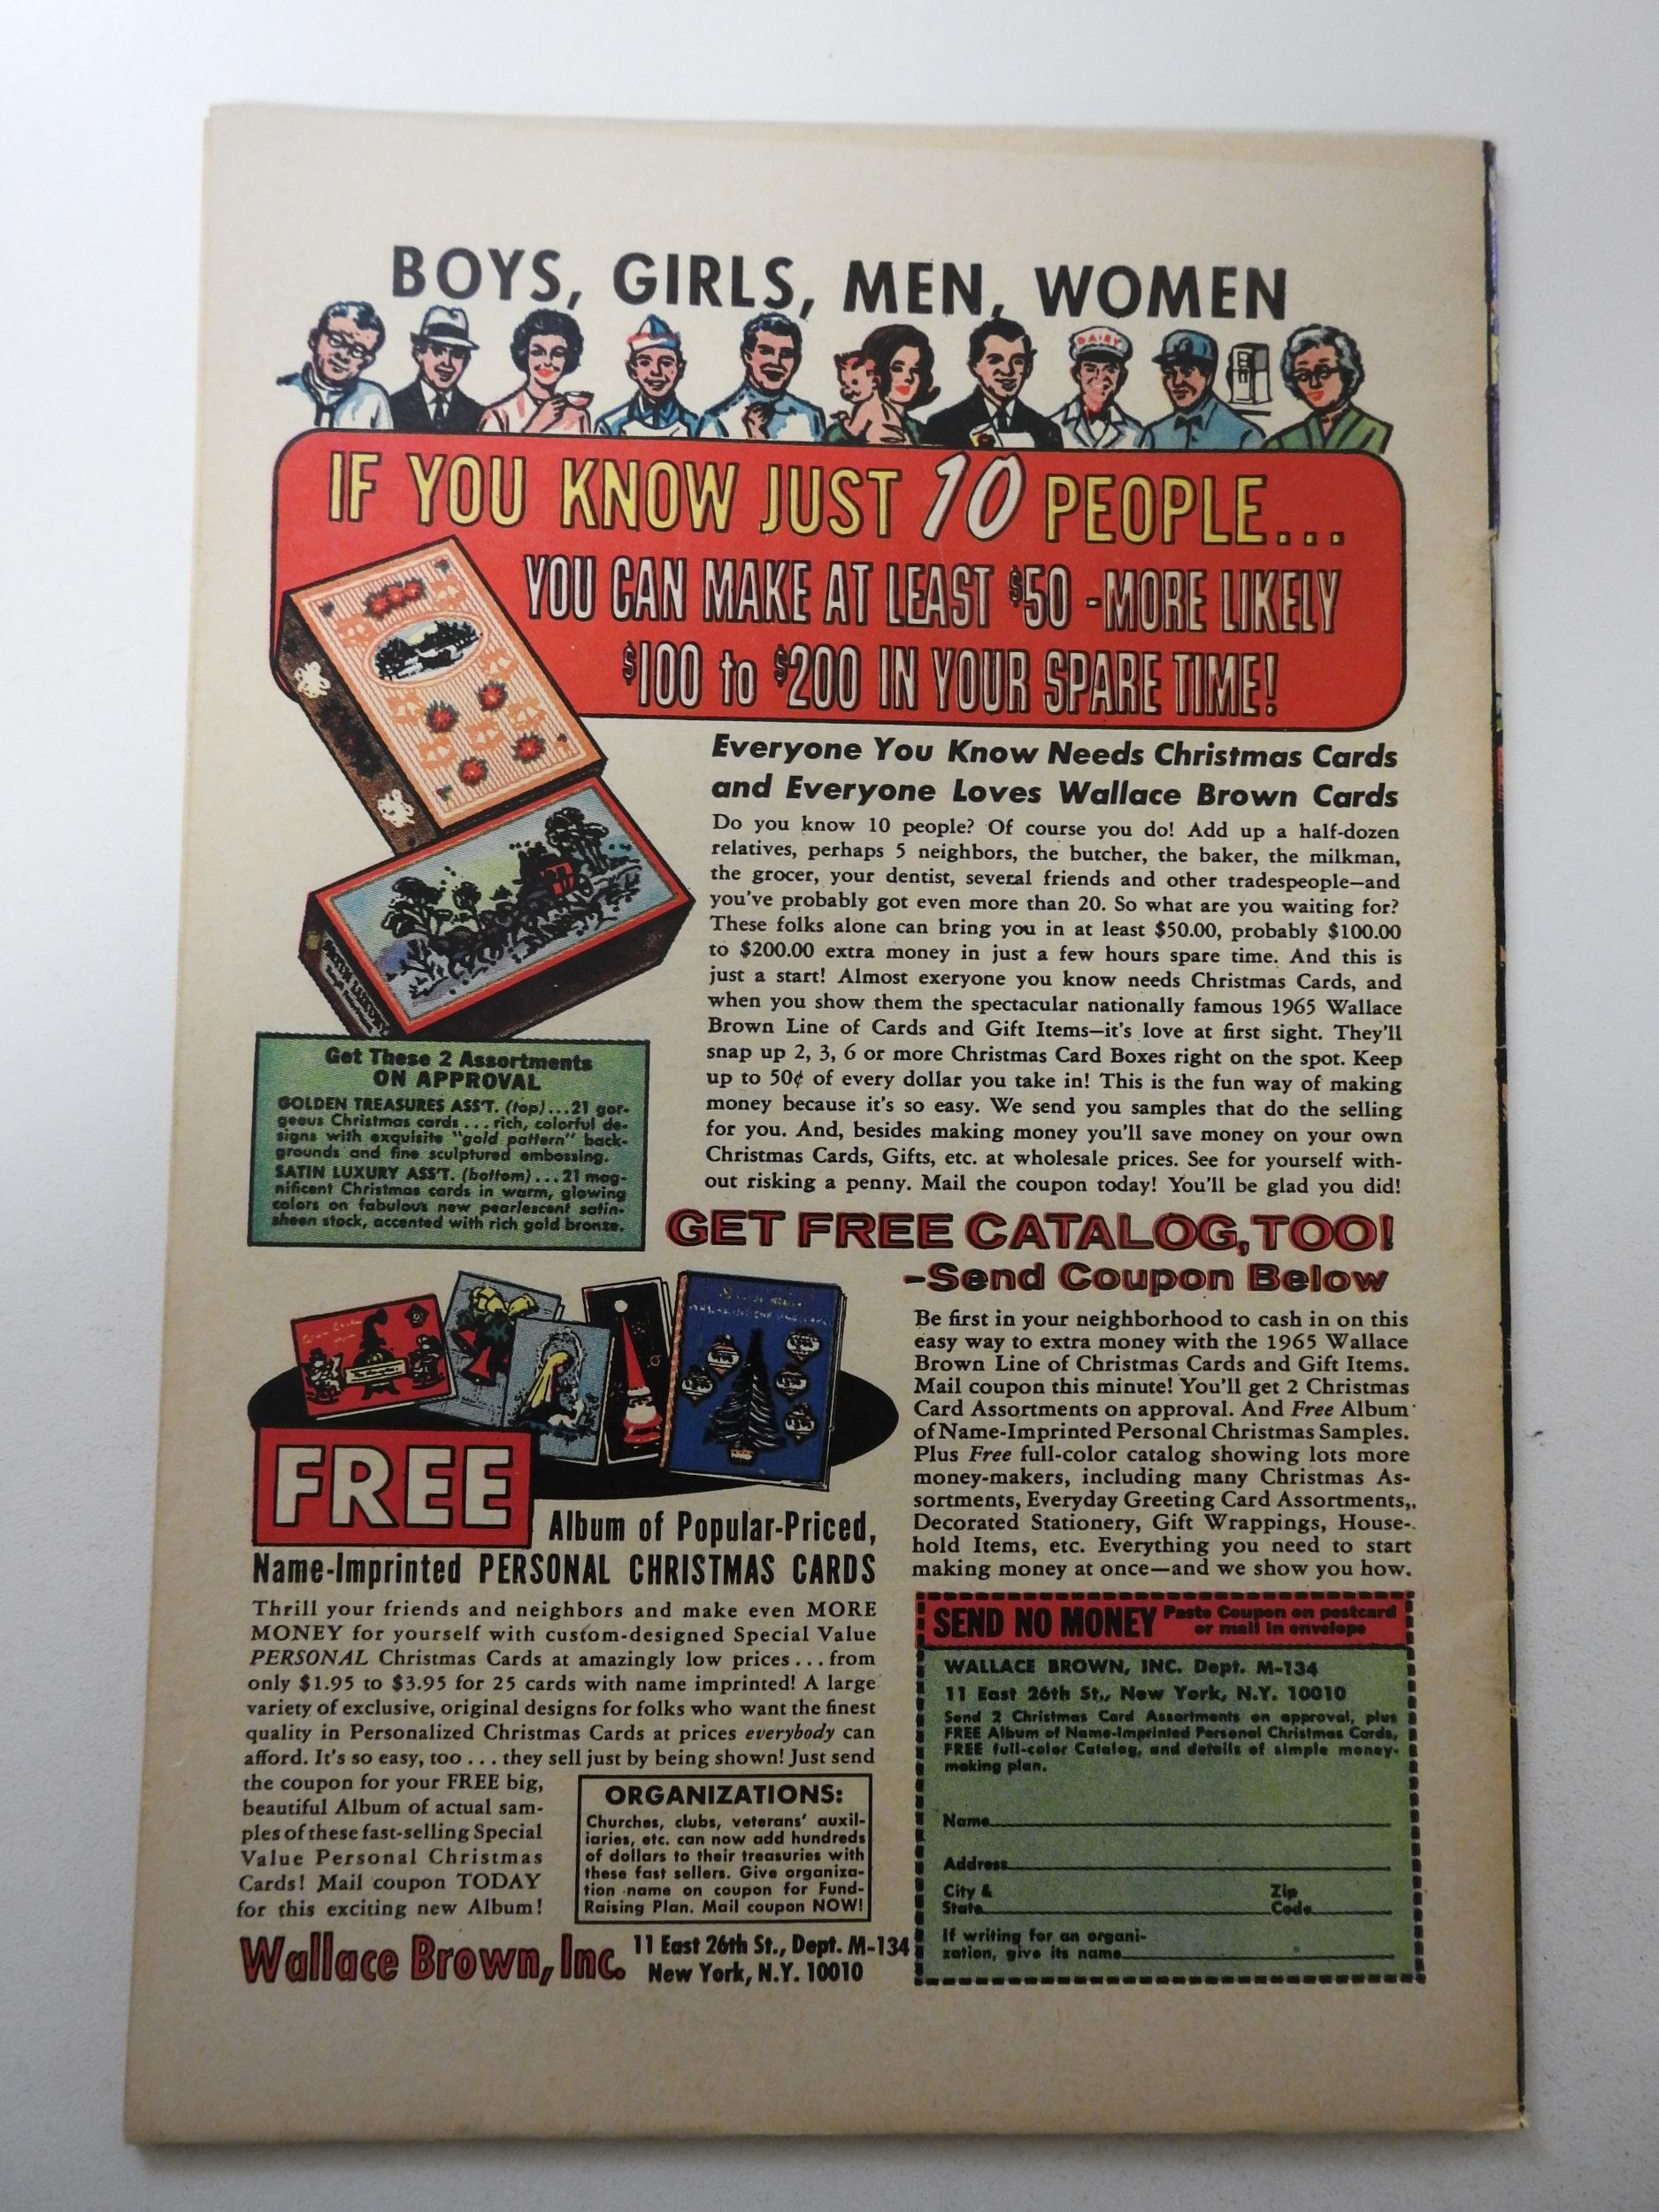 BOYS, GIRLS, MEN, WOMEN
DAIRY
IF YOU KNOW JUST 10 PEOPLE...
YOU CAN MAKE AT LEAST $50 -MORE LIKELY
$100 to $200 IN YOUR SPARE TIME!
Everyone You Know Needs Christmas Cards
and Everyone Loves Wallace Brown Cards
Do you know 10 people? Of course you do! Add up a half-dozen
relatives, perhaps 5 neighbors, the butcher, the baker, the milkman,
the grocer, your dentist, several friends and other tradespeople—and
you've probably got even more than 20. So what are you waiting for?
These folks alone can bring you in at least $50.00, probably $100.00
to $200.00 extra money in just a few hours spare time. And this is
just a start! Almost exeryone you know needs Christmas Cards, and
when you show them the spectacular nationally famous 1965 Wallace
Brown Line of Cards and Gift Items—it's love at first sight. They'll
snap up 2, 3, 6 or more Christmas Card Boxes right on the spot. Keep
up to 50¢ of every dollar you take in! This is the fun way of making
money because it's so easy. We send you samples that do the selling
for you. And, besides making money you'll save money on your own
Christmas Cards, Gifts, etc. at wholesale prices. See for yourself with-
out risking a penny. Mail the coupon today! You'll be glad you did!
Get These 2 Assortments
ON APPROVAL
GOLDEN TREASURES ASS'T. (top)...21 gor-
geous Christmas cards...rich, colorful de-
signs with exquisite "gold pattern" back-
grounds and fine sculptured embossing.
SATIN LUXURY ASS'T. (bottom)...21 mag-
nificent Christmas cards in warm, glowing
colors on fabulous new pearlescent satin-
sheen stock, accented with rich gold bronze.
GET FREE CATALOG, TOO!
-Send Coupon Below
Be first in your neighborhood to cash in on this
easy way to extra money with the 1965 Wallace
Brown Line of Christmas Cards and Gift Items.
Mail coupon this minute! You'll get 2 Christmas
Card Assortments on approval. And Free Album
of Name-Imprinted Personal Christmas Samples.
Plus Free full-color catalog showing lots more
money-makers, including many Christmas As-
sortments, Everyday Greeting Card Assortments,
Decorated Stationery, Gift Wrappings, House-
hold Items, etc. Everything you need to start
making money at once—and we show you how.
FREE
Album of Popular-Priced,
Name-Imprinted PERSONAL CHRISTMAS CARDS
Thrill your friends and neighbors and make even MORE
MONEY for yourself with custom-designed Special Value
PERSONAL Christmas Cards at amazingly low prices...from
only $1.95 to $3.95 for 25 cards with name imprinted! A large
variety of exclusive, original designs for folks who want the finest
quality in Personalized Christmas Cards at prices everybody can
afford. It's so easy, too...they sell just by being shown! Just send
the coupon for your FREE big,
beautiful Album of actual sam-
ples of these fast-selling Special
Value Personal Christmas
Cards! Mail coupon TODAY
for this exciting new Album!
ORGANIZATIONS:
Churches, clubs, veterans' auxil-
iaries, etc. can now add hundreds
of dollars to their treasuries with
these fast sellers. Give organiza-
tion name on coupon for Fund-
Raising Plan. Mail coupon NOW!
Wallace Brown, Inc. 11 East 26th St., Dept. M-134
New York, N.Y. 10010
SEND NO MONEY Paste Coupon on postcard
or mail in envelope
WALLACE BROWN, INC. Dept. M-134
11 East 26th St., New York, N.Y. 10010
Send 2 Christmas Card Assortments on approval, plus
FREE Album of Name-Imprinted Personal Christmas Cards,
FREE full-color Catalog, and details of simple money-
making plan.
Name
Address
City & State Zip Code
If writing for an organi-
zation, give its name